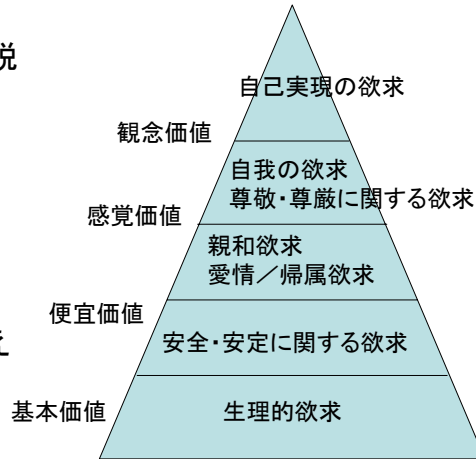 説
自己実現の欲求
観念価値
自我の欲求
尊敬・尊厳に関する欲求
感覚価値
親和欲求
愛情／帰属欲求
便宜価値
安全・安定に関する欲求
基本価値
生理的欲求